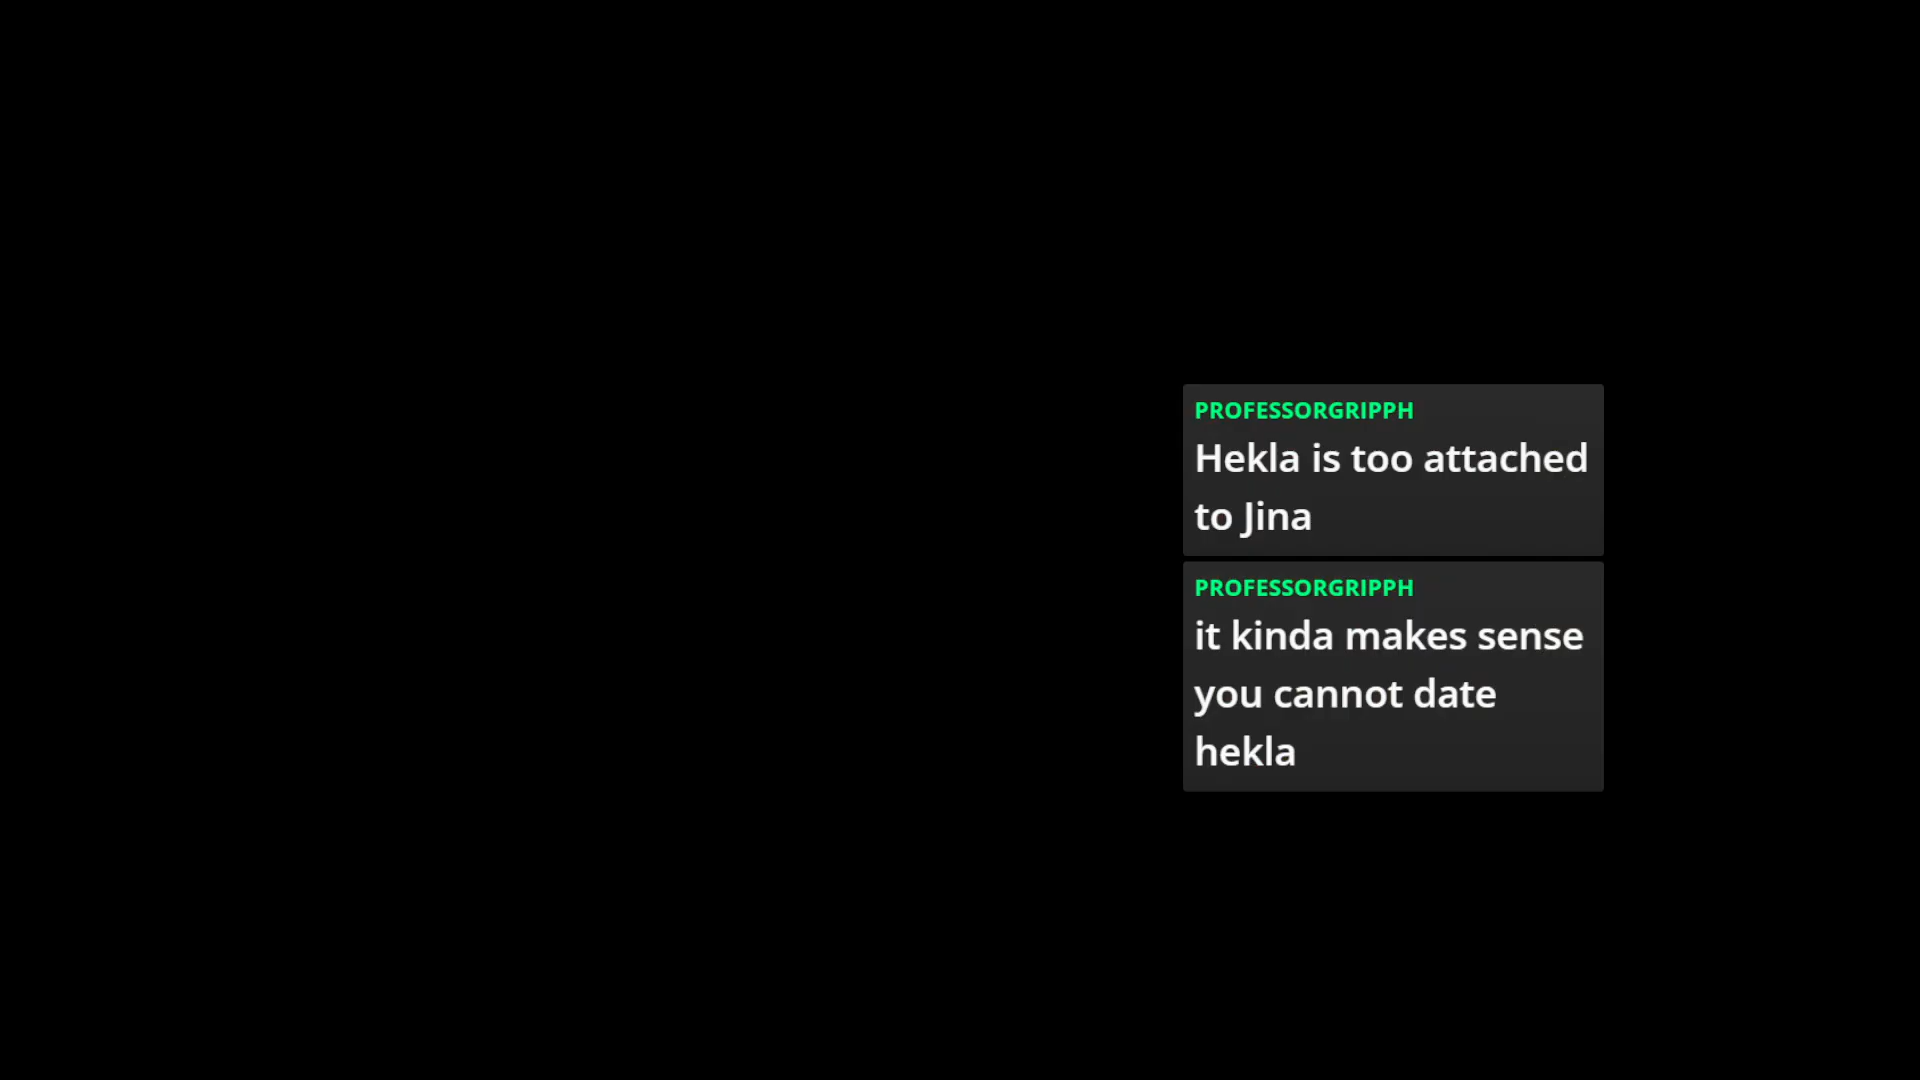 PROFESSORGRIPPH
Hekla is too attached
to Jina
PROFESSORGRIPPH
it kinda makes sense
you cannot date
hekla